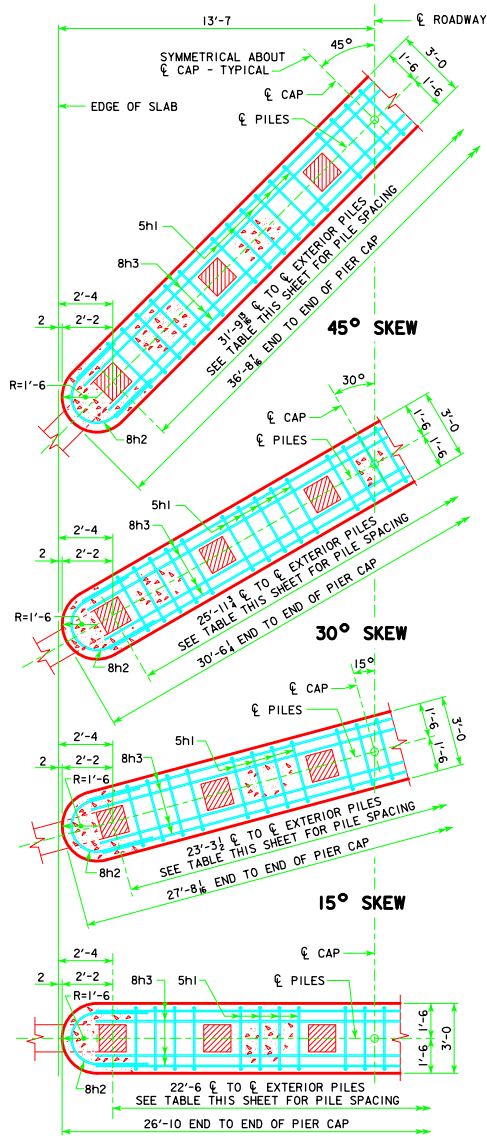 13'-7
℄ ROADWAY
45°
SYMMETRICAL ABOUT
℄ CAP - TYPICAL
3'-0
1'-6
1'-6
℄ CAP
EDGE OF SLAB
℄ PILES
5h1
8h3
2'-4
2
2'-2
R=1'-6
8h2
31'-9 13/16 ℄ TO ℄ EXTERIOR PILES
SEE TABLE THIS SHEET FOR PILE SPACING
36'-8 7/16 END TO END OF PIER CAP
45° SKEW
30°
℄ CAP
℄ PILES
3'-0
1'-6
1'-6
5h1
8h3
2'-4
2
2'-2
R=1'-6
8h2
25'-11 3/4 ℄ TO ℄ EXTERIOR PILES
SEE TABLE THIS SHEET FOR PILE SPACING
30'-6 1/4 END TO END OF PIER CAP
30° SKEW
15°
℄ CAP
℄ PILES
3'-0
1'-6
1'-6
5h1
8h3
2'-4
2
2'-2
R=1'-6
8h2
23'-3 1/2 ℄ TO ℄ EXTERIOR PILES
SEE TABLE THIS SHEET FOR PILE SPACING
27'-8 1/16 END TO END OF PIER CAP
15° SKEW
℄ CAP
2'-4
2
2'-2
8h3
5h1
℄ PILES
R=1'-6
1'-6
1'-6
3'-0
8h2
22'-6 ℄ TO ℄ EXTERIOR PILES
SEE TABLE THIS SHEET FOR PILE SPACING
26'-10 END TO END OF PIER CAP